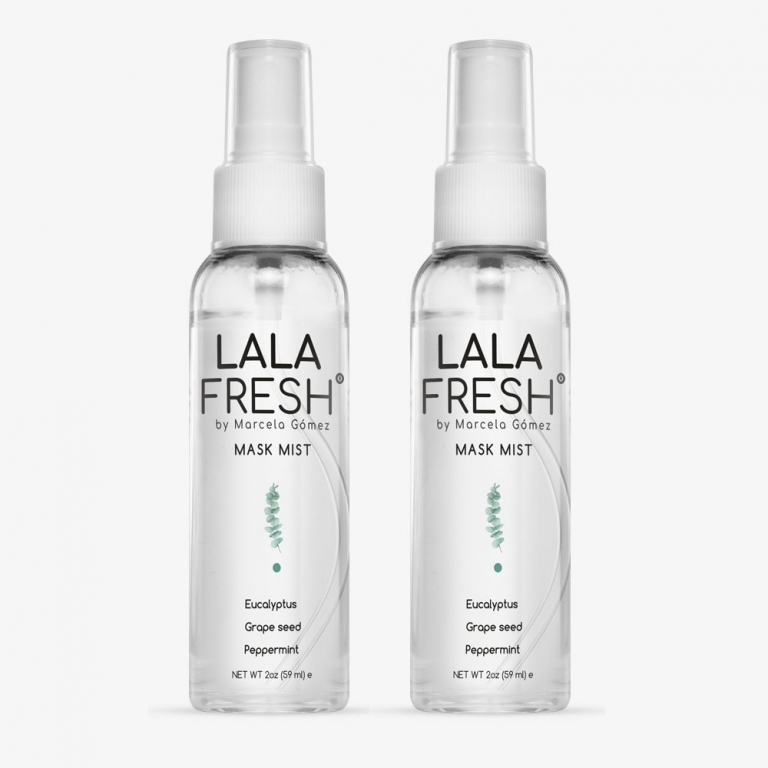 LALA
FRESH
by Marcela Gómez
MASK MIST
Eucalyptus
Grape seed
Peppermint
NET WT 2oz (59 ml) e
LALA
FRESH
by Marcela Gómez
MASK MIST
Eucalyptus
Grape seed
Peppermint
NET WT 2oz (59 ml) e